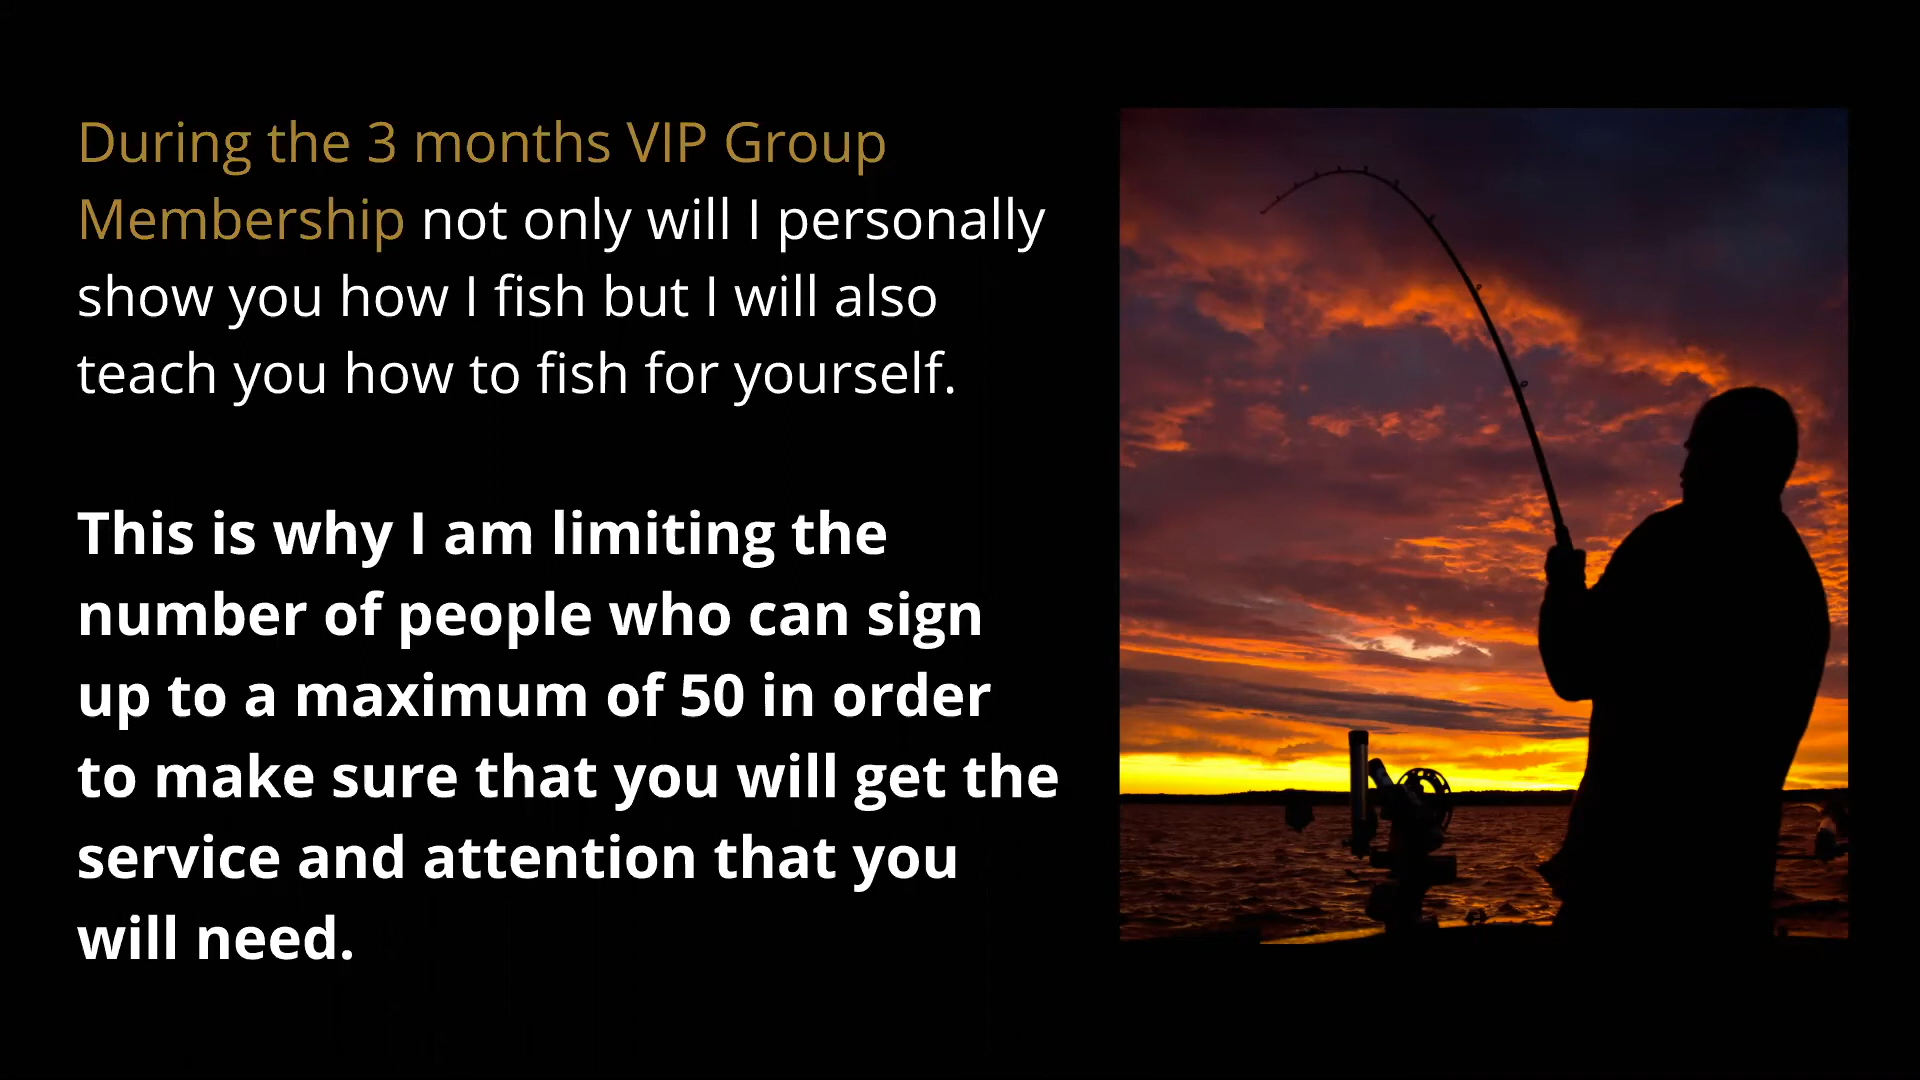 During the 3 months VIP Group
Membership not only will I personally
show you how I fish but I will also
teach you how to fish for yourself.
This is why I am limiting the
number of people who can sign
up to a maximum of 50 in order
to make sure that you will get the
service and attention that you
will need.